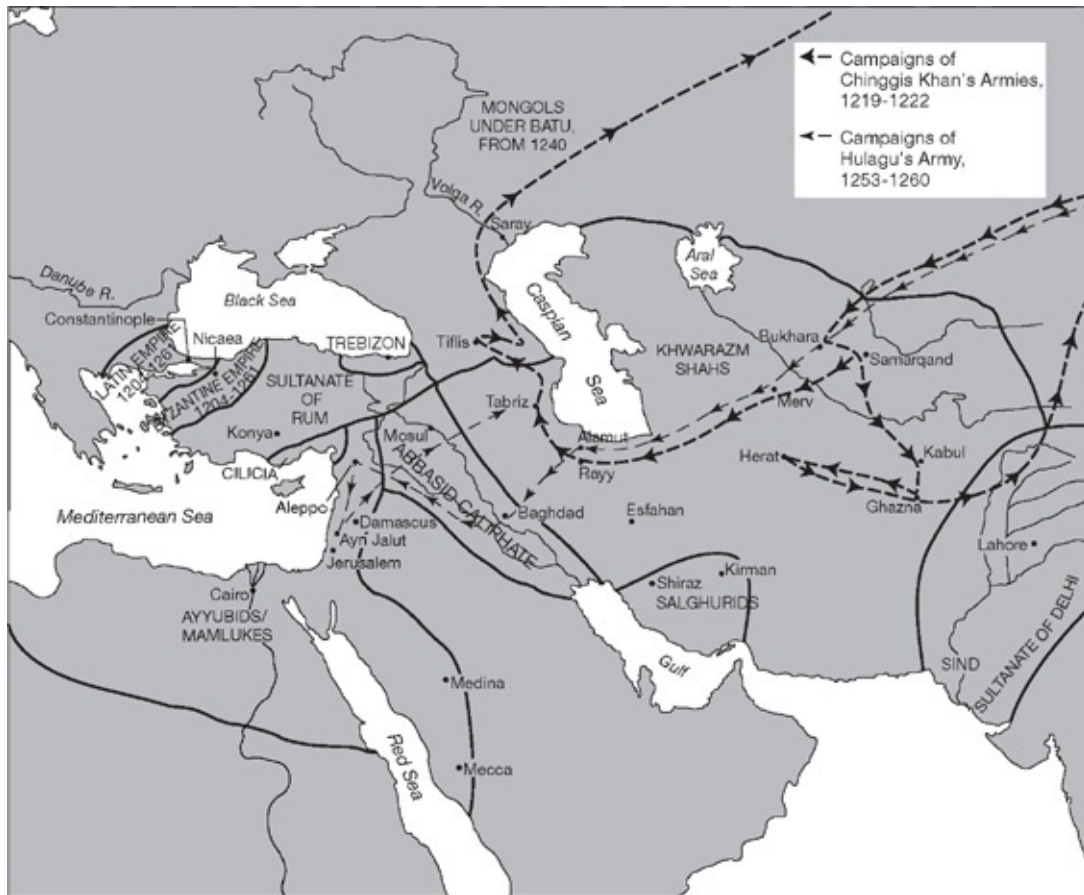 Campaigns of
Chinggis Khan's Armies,
1219-1222
Campaigns of
Hulagu's Army,
1253-1260
MONGOLS
UNDER BATU,
FROM 1240
Volga R.
Saray
Aral
Sea
Danube R.
Black Sea
Constantinople
Nicaea
LATIN EMPIRE
1204-1261
BYZANTINE EMPIRE
1204-1261
TREBIZON
Tiflis
Caspian
Sea
KHWARAZM
SHAHS
Bukhara
Samarqand
Merv
SULTANATE
OF
RUM
Tabriz
Konya
Mosul
Alamut
Rayy
Herat
Kabul
Ghazna
CILICIA
ABBASID CALIRHATE
Aleppo
Mediterranean Sea
Damascus
Ayn Jalut
Jerusalem
Baghdad
Esfahan
Lahore
Cairo
AYYUBIDS/
MAMLUKES
Shiraz
Kirman
SALGHURIDS
Gulf
SIND
SULTANATE OF DELHI
Medina
Mecca
Red Sea